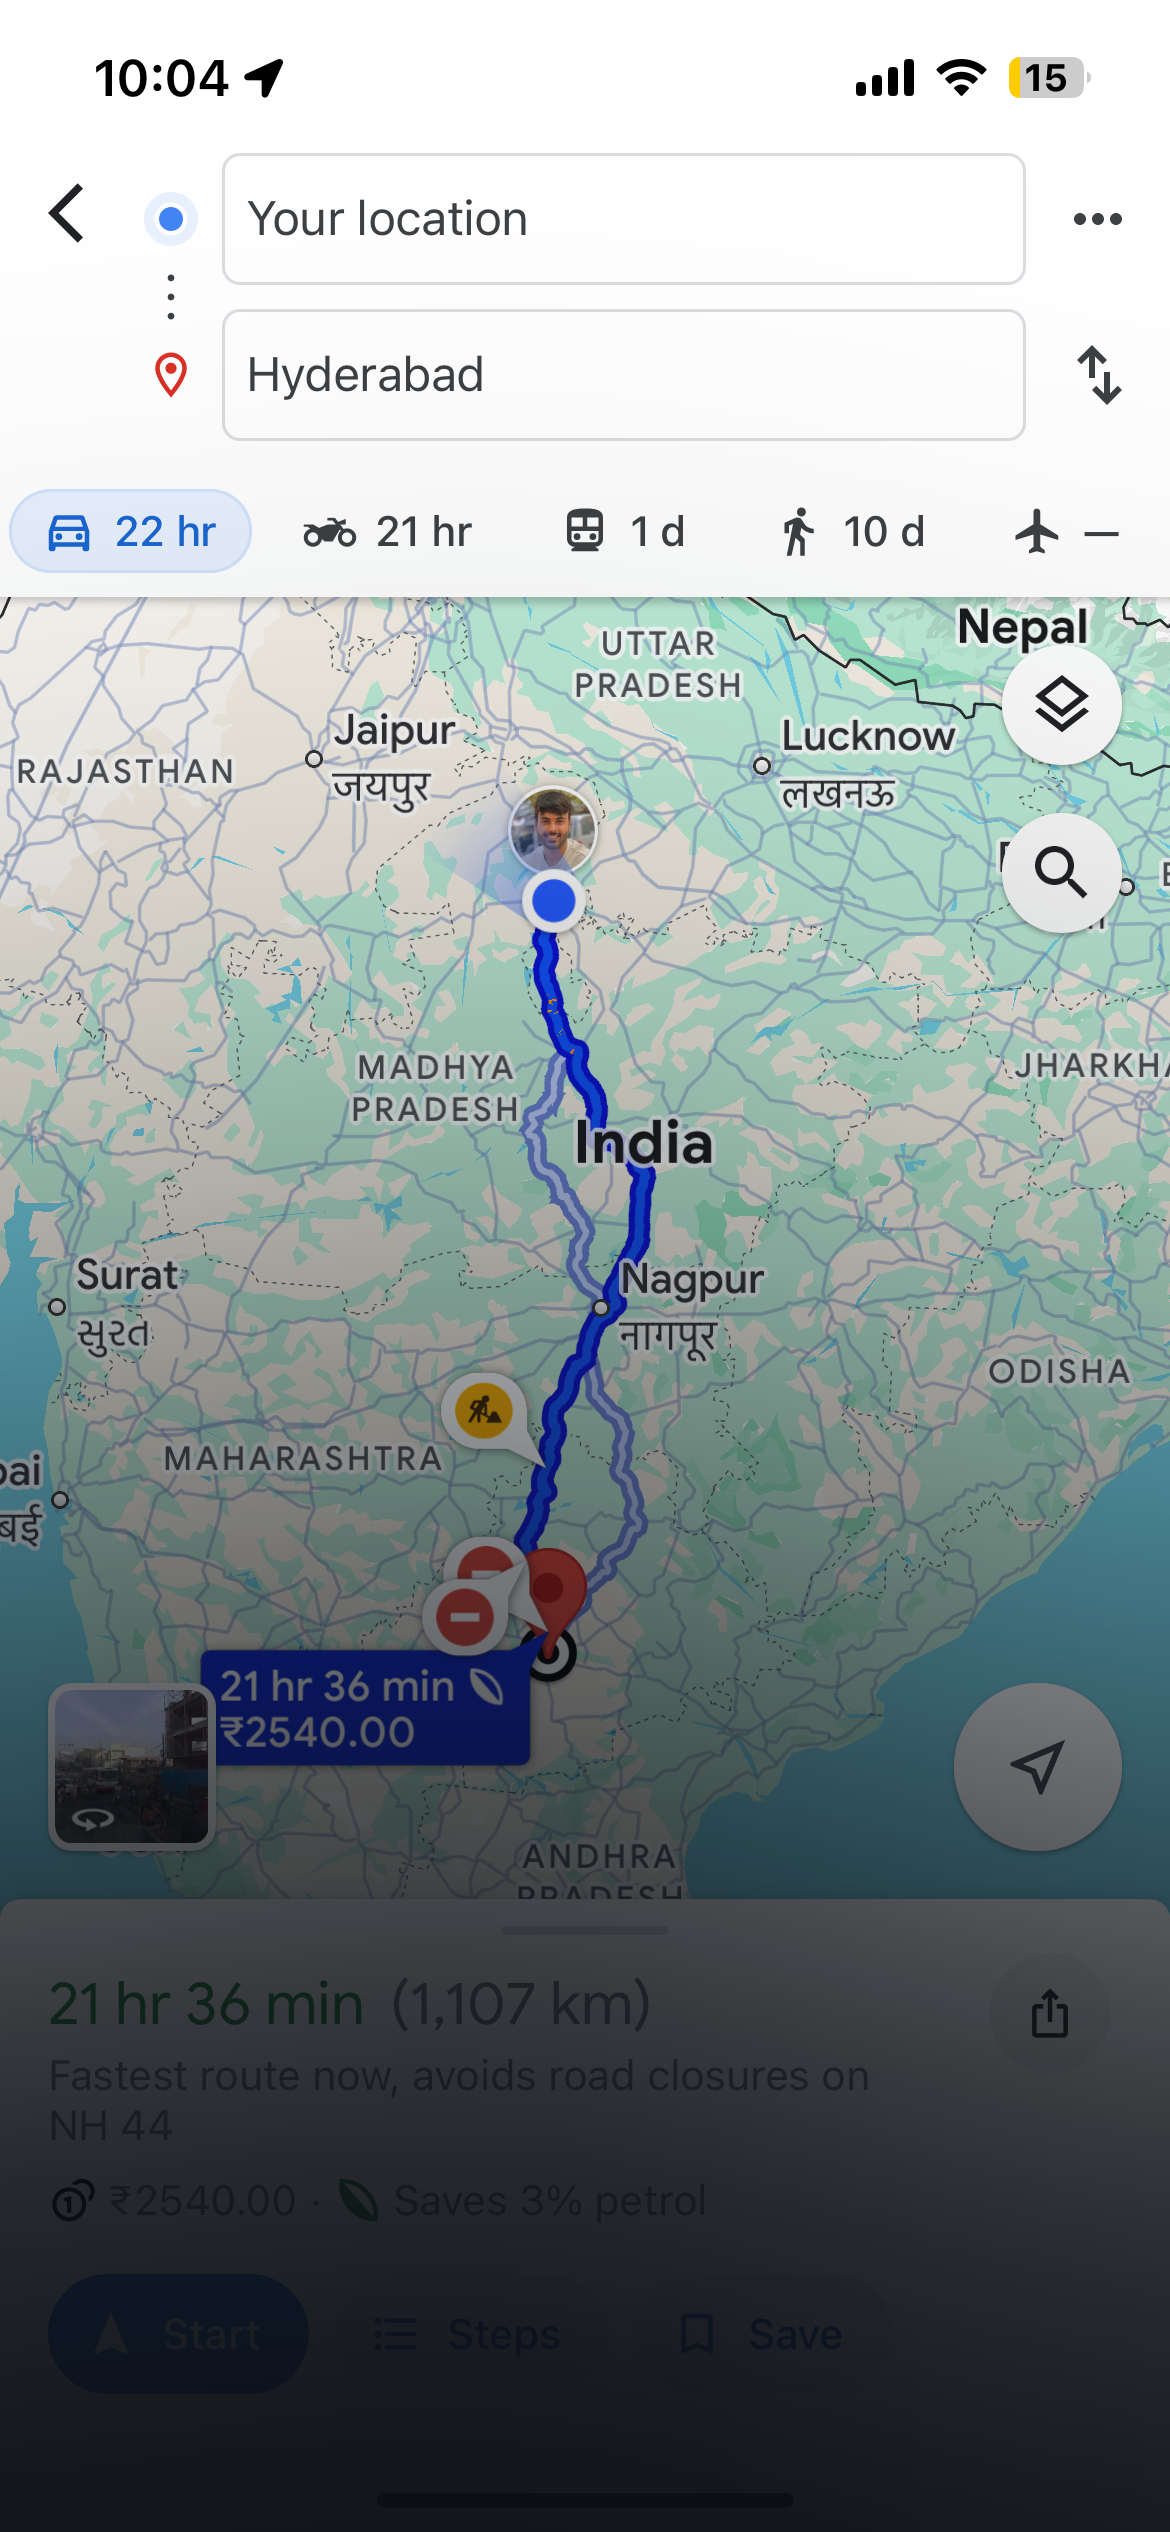 10:04
15
Your location
Hyderabad
22 hr
21 hr
1 d
10 d
—
Nepal
UTTAR
PRADESH
Jaipur
जयपुर
Lucknow
लखनऊ
RAJASTHAN
MADHYA
PRADESH
JHARKHA
India
Surat
સુરત
Nagpur
नागपूर
ODISHA
MAHARASHTRA
bai
बई
21 hr 36 min
₹2540.00
ANDHRA
PRADESH
21 hr 36 min (1,107 km)
Fastest route now, avoids road closures on
NH 44
₹2540.00 · Saves 3% petrol
Start
Steps
Save